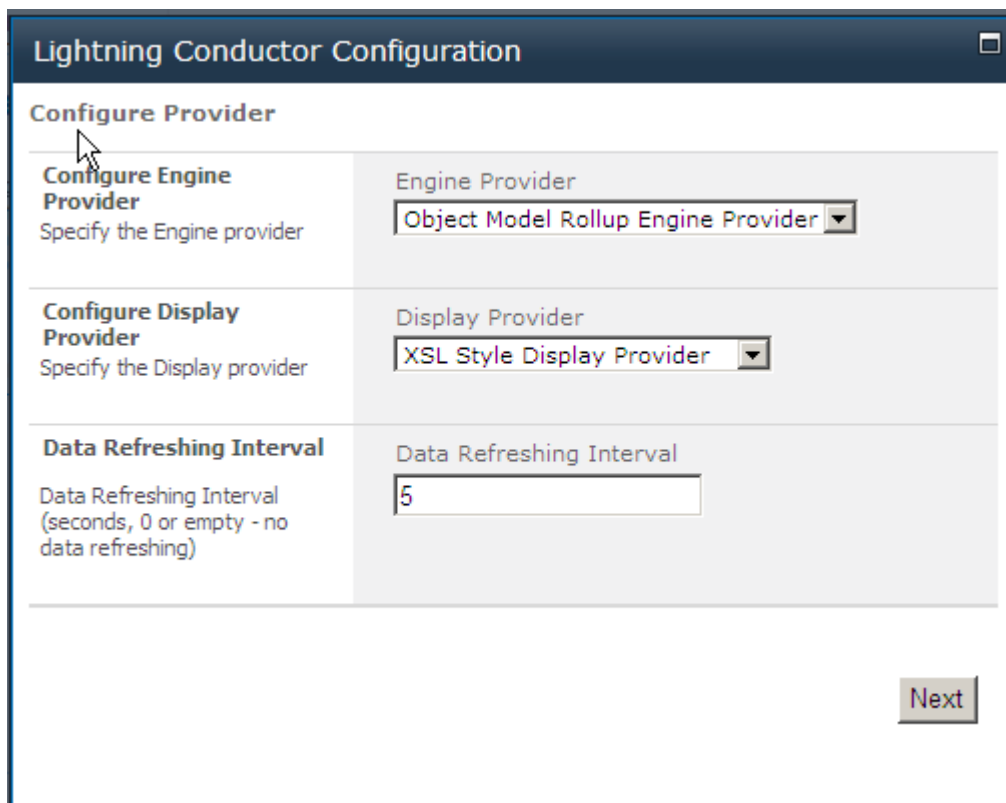 Lightning Conductor Configuration
Configure Provider
Configure Engine
Provider
Specify the Engine provider
Engine Provider
Object Model Rollup Engine Provider
Configure Display
Provider
Specify the Display provider
Display Provider
XSL Style Display Provider
Data Refreshing Interval
Data Refreshing Interval
(seconds, 0 or empty - no
data refreshing)
Data Refreshing Interval
5
Next